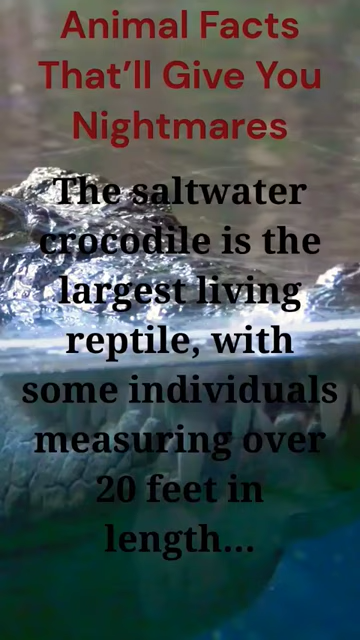 Animal Facts
That’ll Give You
Nightmares
The saltwater
crocodile is the
largest living
reptile, with
some individuals
measuring over
20 feet in
length...